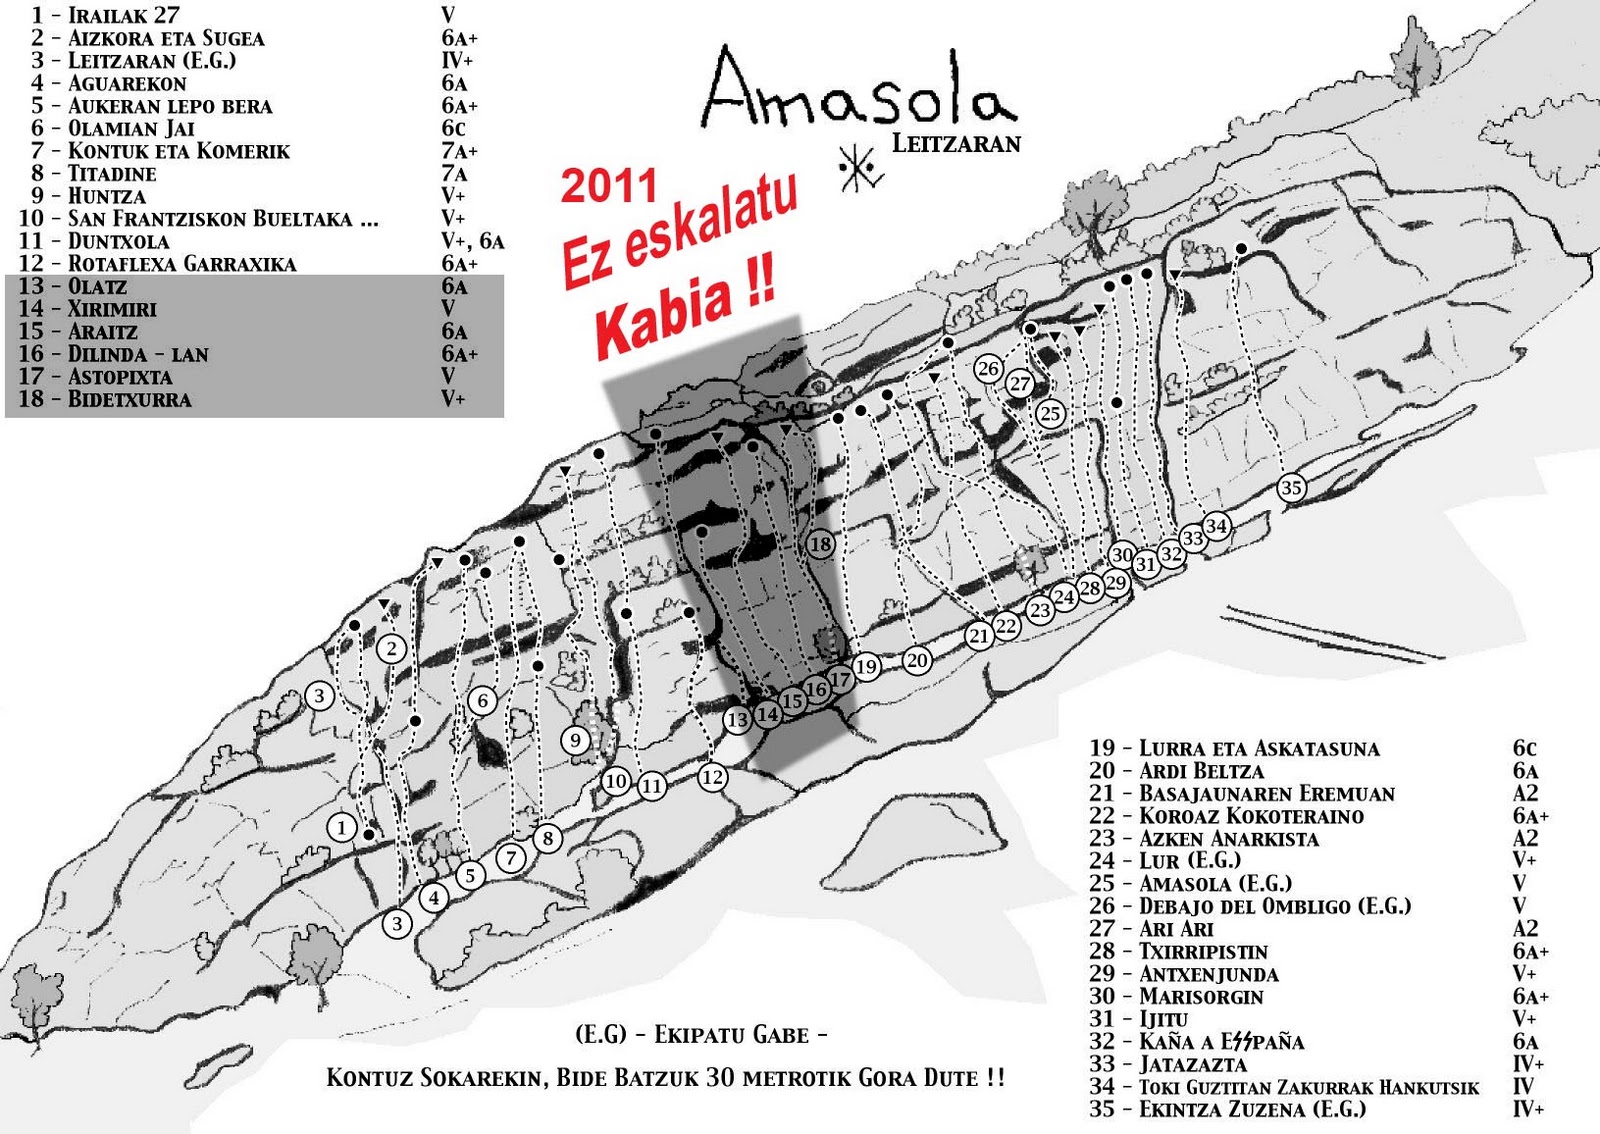 1 - Irailak 27 V
2 - Aizkora eta Sugea 6a+
3 - Leitzaran (E.G.) IV+
4 - Aguarekon 6a
5 - Aukeran lepo bera 6a+
6 - Olamian Jai 6c
7 - Kontuk eta Komerik 7a+
8 - Titadine 7a
9 - Huntza V+
10 - San Frantziskon Bueltaka ... V+
11 - Duntxola V+, 6a
12 - Rotaflexa Garraxika 6a+
13 - Olatz 6a
14 - Xirimiri V
15 - Araitz 6a
16 - Dilinda - lan 6a+
17 - Astopixta V
18 - Bidetxurra V+
Amasola
Leitzaran
2011
Ez eskalatu
Kabia !!
26
27
25
35
34
33
32
31
30
29
28
24
23
22
21
20
19
18
17
16
15
14
13
12
11
10
9
8
7
6
5
4
3
2
3
1
19 - Lurra eta Askatasuna 6c
20 - Ardi Beltza 6a
21 - Basajaunaren Eremuan A2
22 - Koroaz Kokoteraino 6a+
23 - Azken Anarkista A2
24 - Lur (E.G.) V+
25 - Amasola (E.G.) V
26 - Debajo del Ombligo (E.G.) V
27 - Ari Ari A2
28 - Txirripistin 6a+
29 - Antxenjunda V+
30 - Marisorgin 6a+
31 - Ijitu V+
32 - Kaña a Eϟϟpaña 6a
33 - Jatazazta IV+
34 - Toki Guztitan Zakurrak Hankutsik IV
35 - Ekintza Zuzena (E.G.) IV+
(E.G) - Ekipatu Gabe -
Kontuz Sokarekin, Bide Batzuk 30 metrotik Gora Dute !!